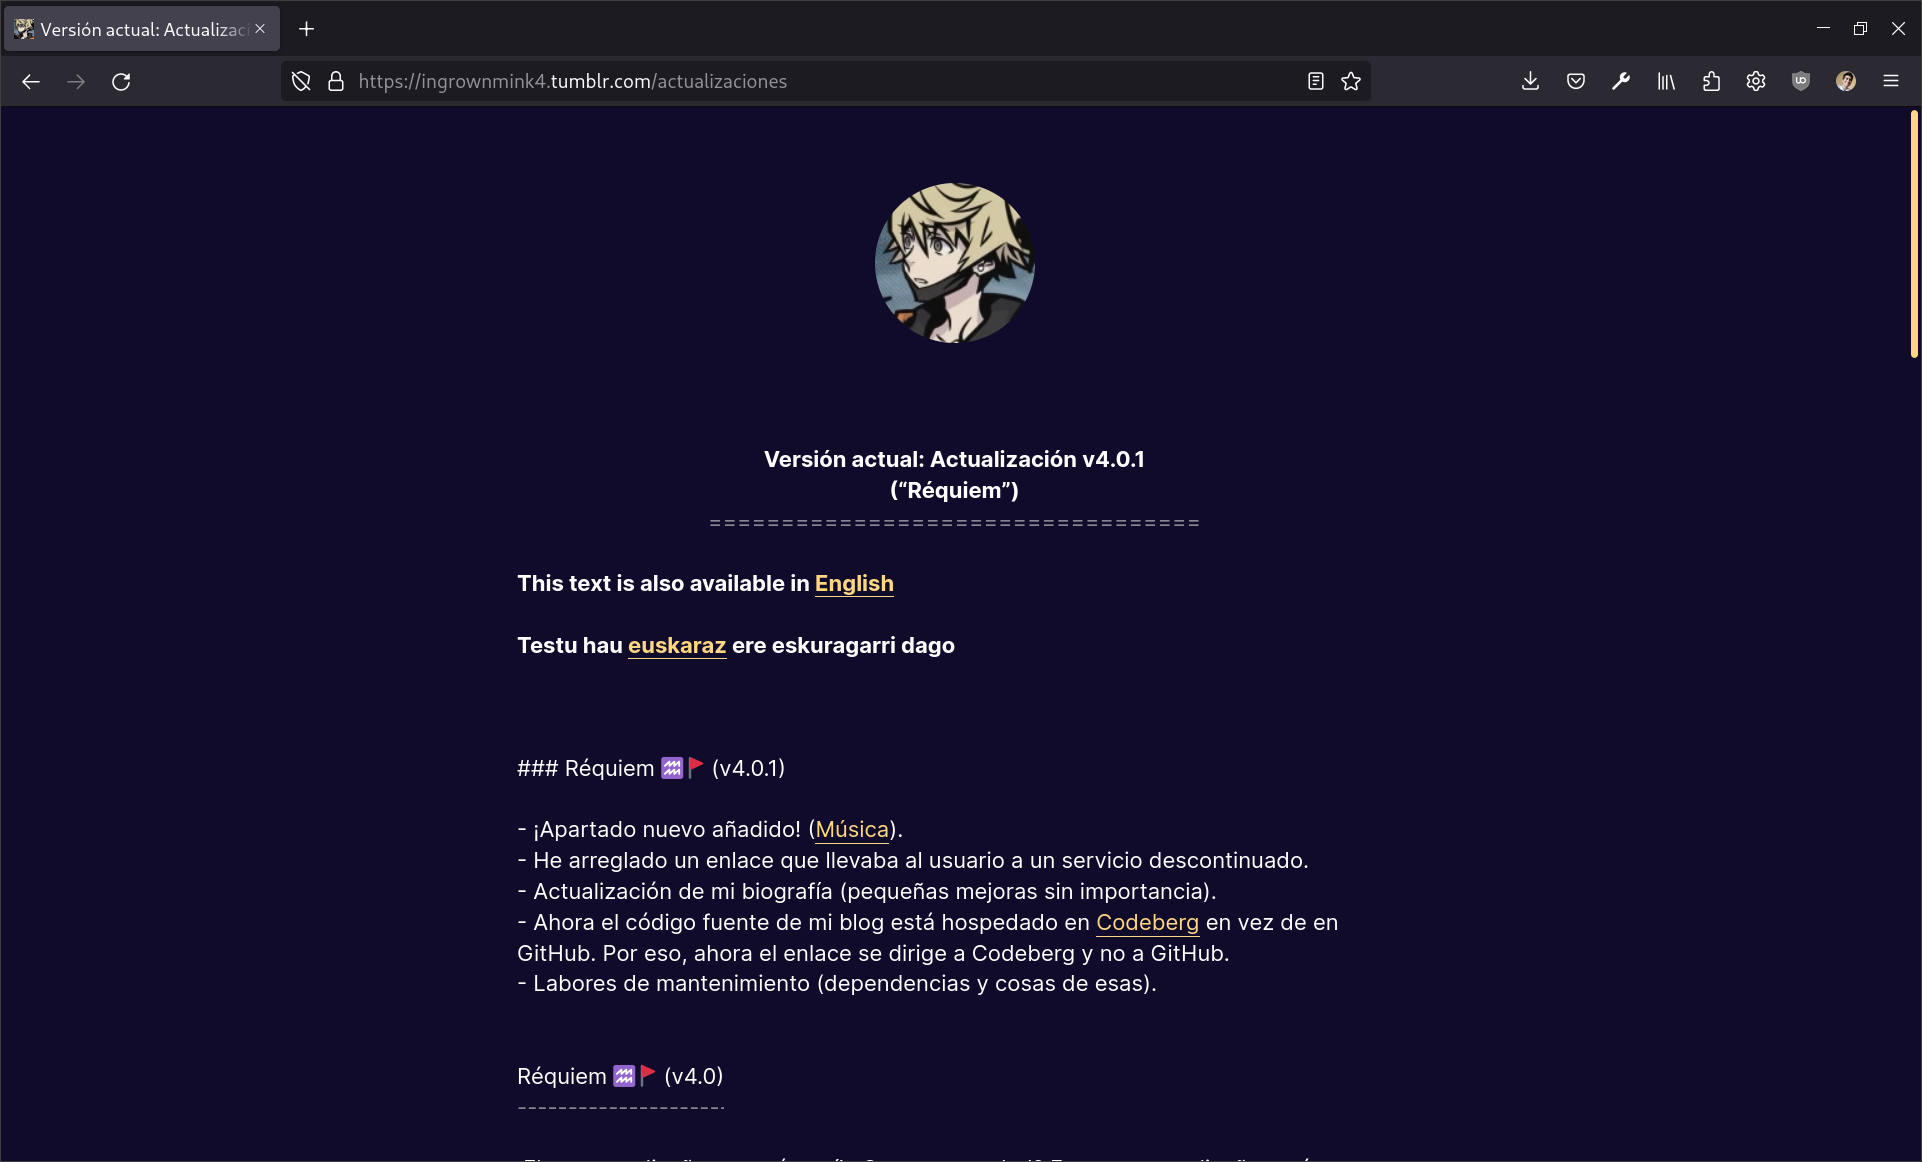 Versión actual: Actualizaci
https://ingrownmink4.tumblr.com/actualizaciones
Versión actual: Actualización v4.0.1
(“Réquiem”)
==================================
This text is also available in English
Testu hau euskaraz ere eskuragarri dago
### Réquiem ♒🚩 (v4.0.1)
- ¡Apartado nuevo añadido! (Música).
- He arreglado un enlace que llevaba al usuario a un servicio descontinuado.
- Actualización de mi biografía (pequeñas mejoras sin importancia).
- Ahora el código fuente de mi blog está hospedado en Codeberg en vez de en
GitHub. Por eso, ahora el enlace se dirige a Codeberg y no a GitHub.
- Labores de mantenimiento (dependencias y cosas de esas).
Réquiem ♒🚩 (v4.0)
---------------------